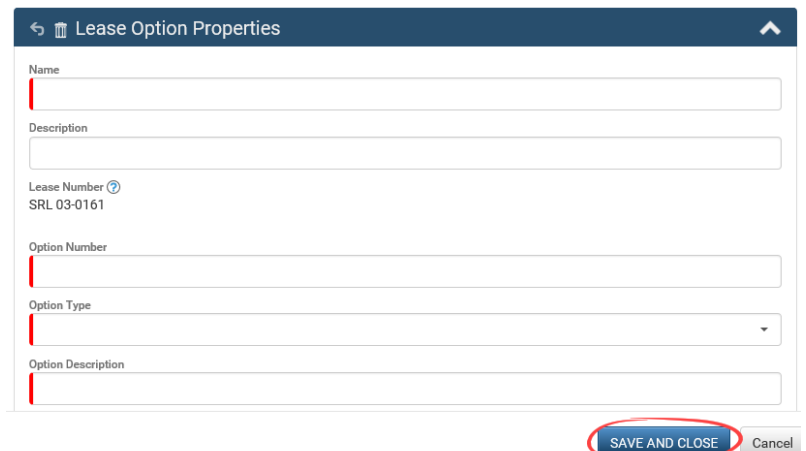 Lease Option Properties
Name
Description
Lease Number ?
SRL 03-0161
Option Number
Option Type
Option Description
SAVE AND CLOSE Cancel